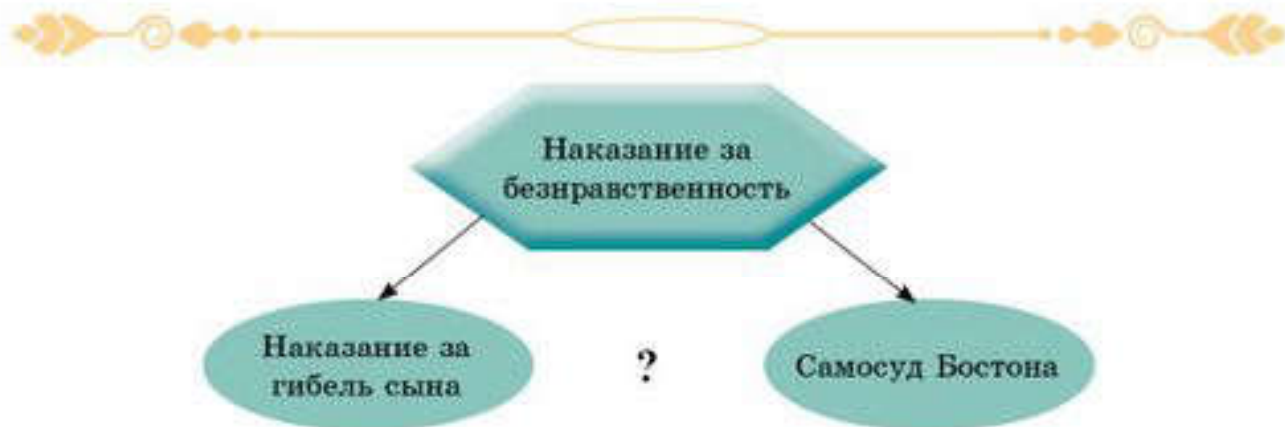 Наказание за
безнравственность
Наказание за
гибель сына
?
Самосуд Бостона